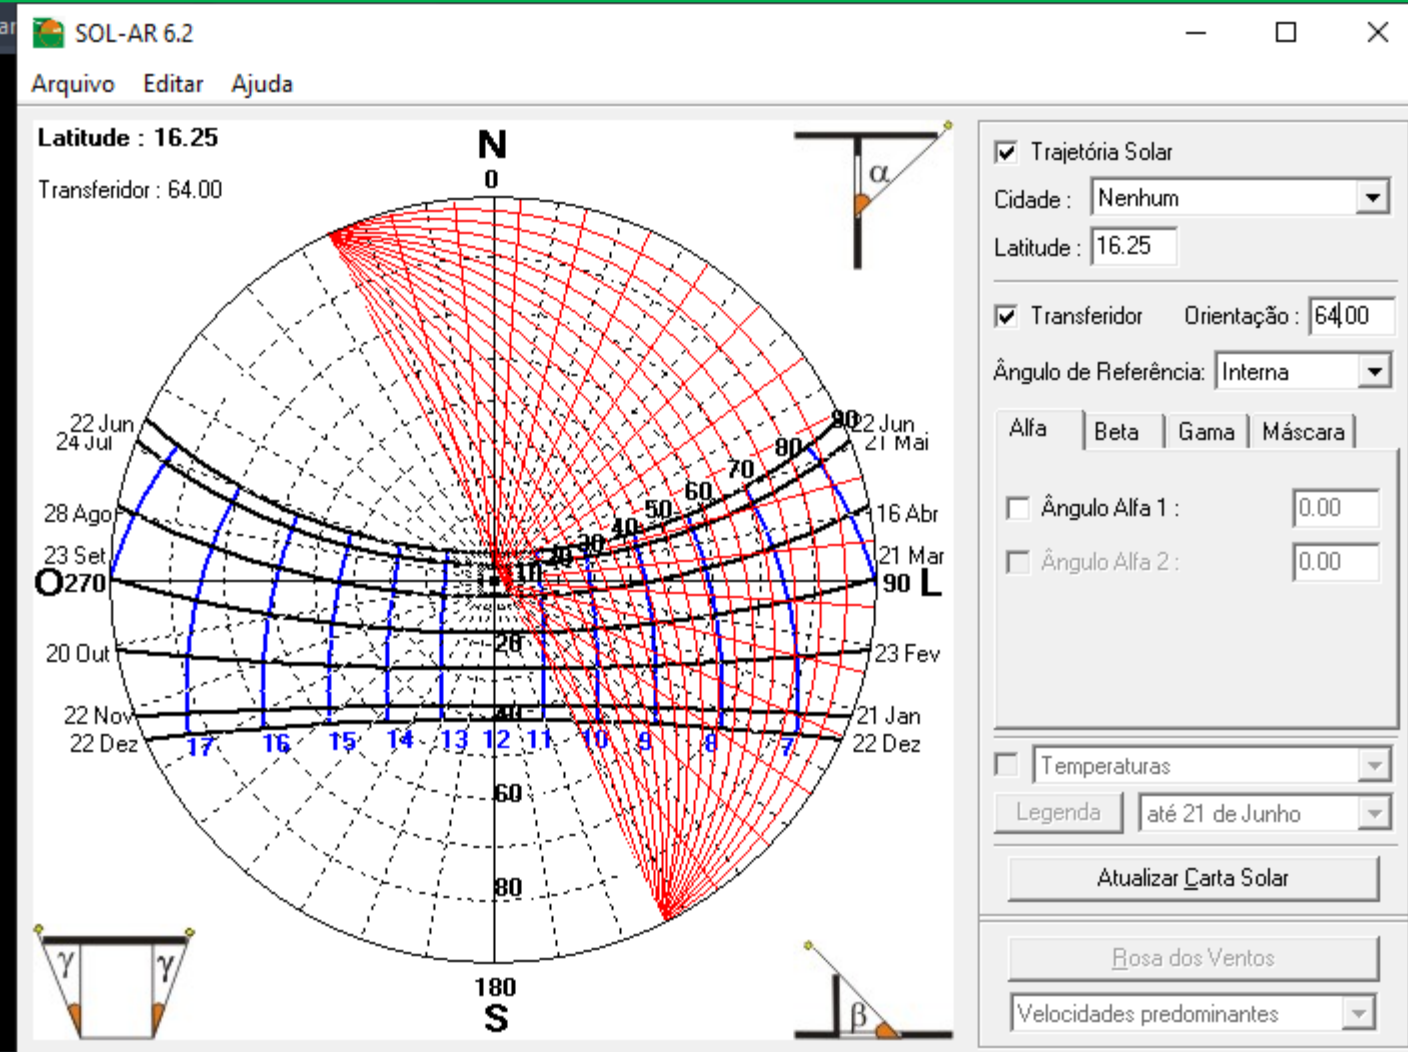 ar
SOL-AR 6.2
Arquivo Editar Ajuda
Latitude : 16.25
Transferidor : 64.00
N
0
α
22 Jun
24 Jul
28 Ago
23 Set
O 270
20 Out
22 Nov
22 Dez
90
80
70
60
50
40
30
20
10
22 Jun
21 Mai
16 Abr
21 Mar
90 L
23 Fev
21 Jan
22 Dez
20
40
17 16 15 14 13 12 11 10 9 8 7
60
80
180
S
γ γ
β
Trajetória Solar
Cidade : Nenhum
Latitude : 16.25
Transferidor Orientação : 64.00
Ângulo de Referência: Interna
Alfa Beta Gama Máscara
Ângulo Alfa 1 : 0.00
Ângulo Alfa 2 : 0.00
Temperaturas
Legenda até 21 de Junho
Atualizar Carta Solar
Rosa dos Ventos
Velocidades predominantes